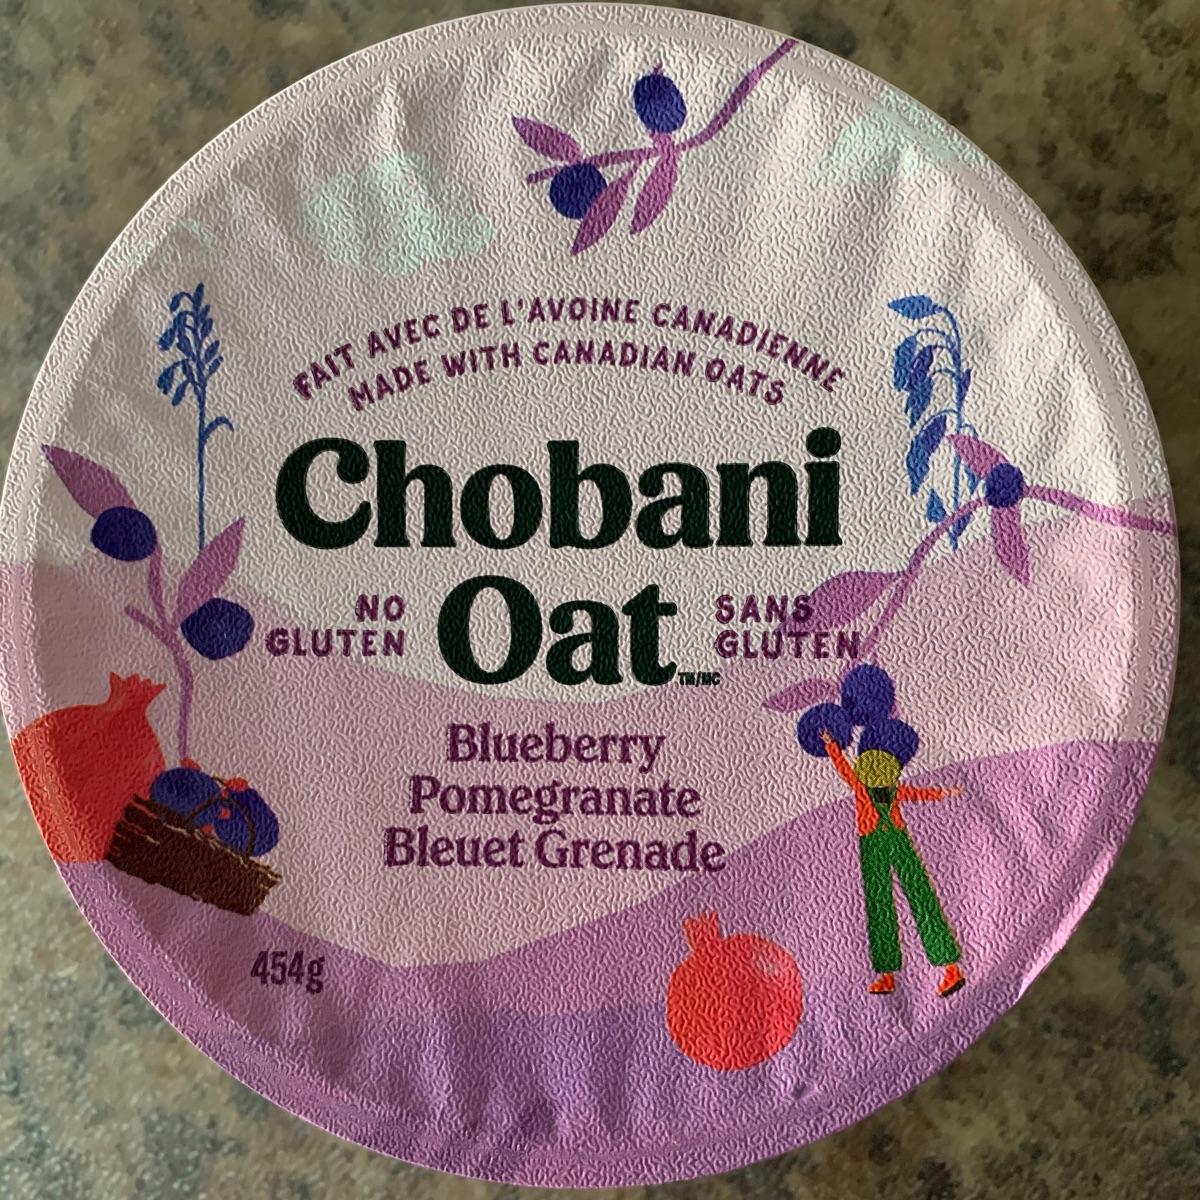 FAIT AVEC DE L'AVOINE CANADIENNE
MADE WITH CANADIAN OATS
Chobani
NO GLUTEN
Oat TM/MC
SANS GLUTEN
Blueberry
Pomegranate
Bleuet Grenade
454g